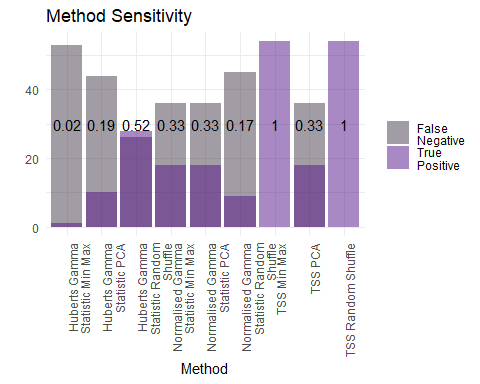 Method Sensitivity
40
20
0
0.02
0.19
0.52
0.33
0.33
0.17
1
0.33
1
Huberts Gamma
Statistic Min Max
Huberts Gamma
Statistic PCA
Huberts Gamma
Statistic Random
Shuffle
Normalised Gamma
Statistic Min Max
Normalised Gamma
Statistic PCA
Normalised Gamma
Statistic Random
Shuffle
TSS Min Max
TSS PCA
TSS Random Shuffle
Method
False
Negative
True
Positive